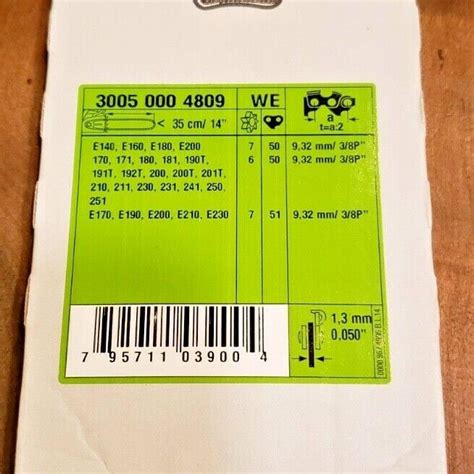 3005 000 4809 WE
< 35 cm/ 14"
a
t=a:2
E140, E160, E180, E200 7 50 9,32 mm/ 3/8P"
170, 171, 180, 181, 190T, 6 50 9,32 mm/ 3/8P"
191T, 192T, 200, 200T, 201T,
210, 211, 230, 231, 241, 250,
251
E170, E190, E200, E210, E230 7 51 9,32 mm/ 3/8P"
1,3 mm
0,050"
7 95711 03900 4